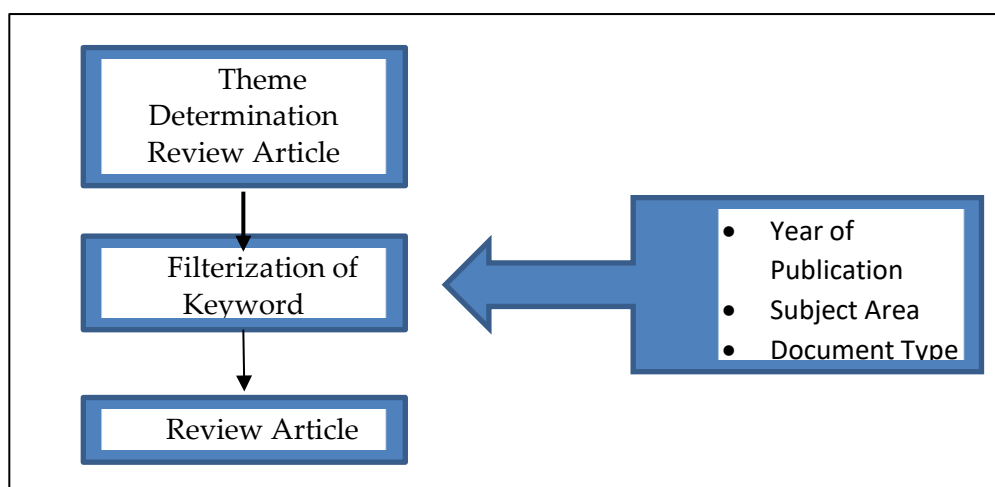 Theme
Determination
Review Article
Filterization of
Keyword
Review Article
• Year of
Publication
• Subject Area
• Document Type